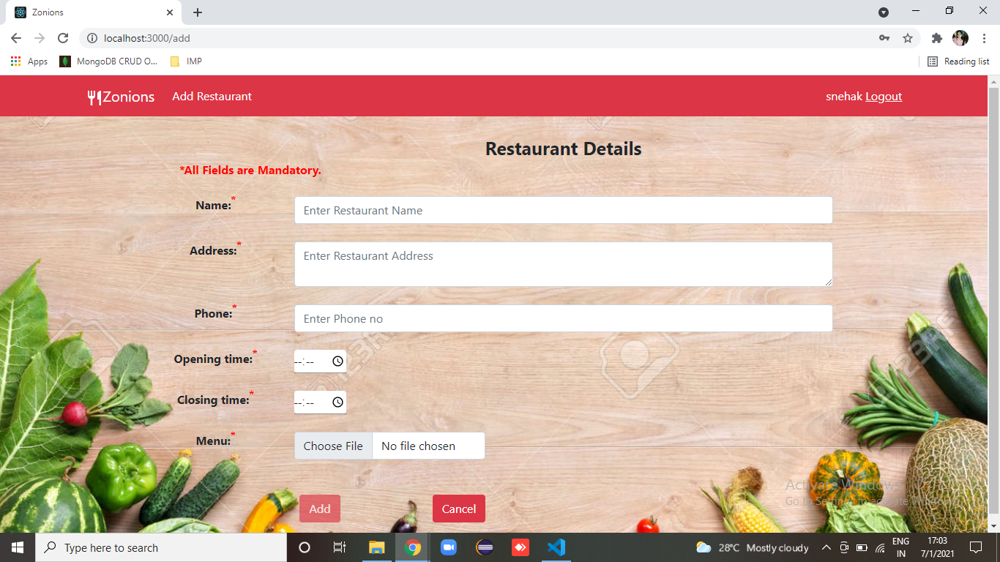 Zonions
localhost:3000/add
Apps MongoDB CRUD O... IMP Reading list
Zonions Add Restaurant snehak Logout
Restaurant Details
*All Fields are Mandatory.
Name:* Enter Restaurant Name
Address:* Enter Restaurant Address
Phone:* Enter Phone no
Opening time:* --:--
Closing time:* --:--
Menu:* Choose File No file chosen
Activate Windows
Go to Settings to activate Windows.
Add Cancel
Type here to search 28°C Mostly cloudy ENG IN 17:03 7/1/2021
123RF